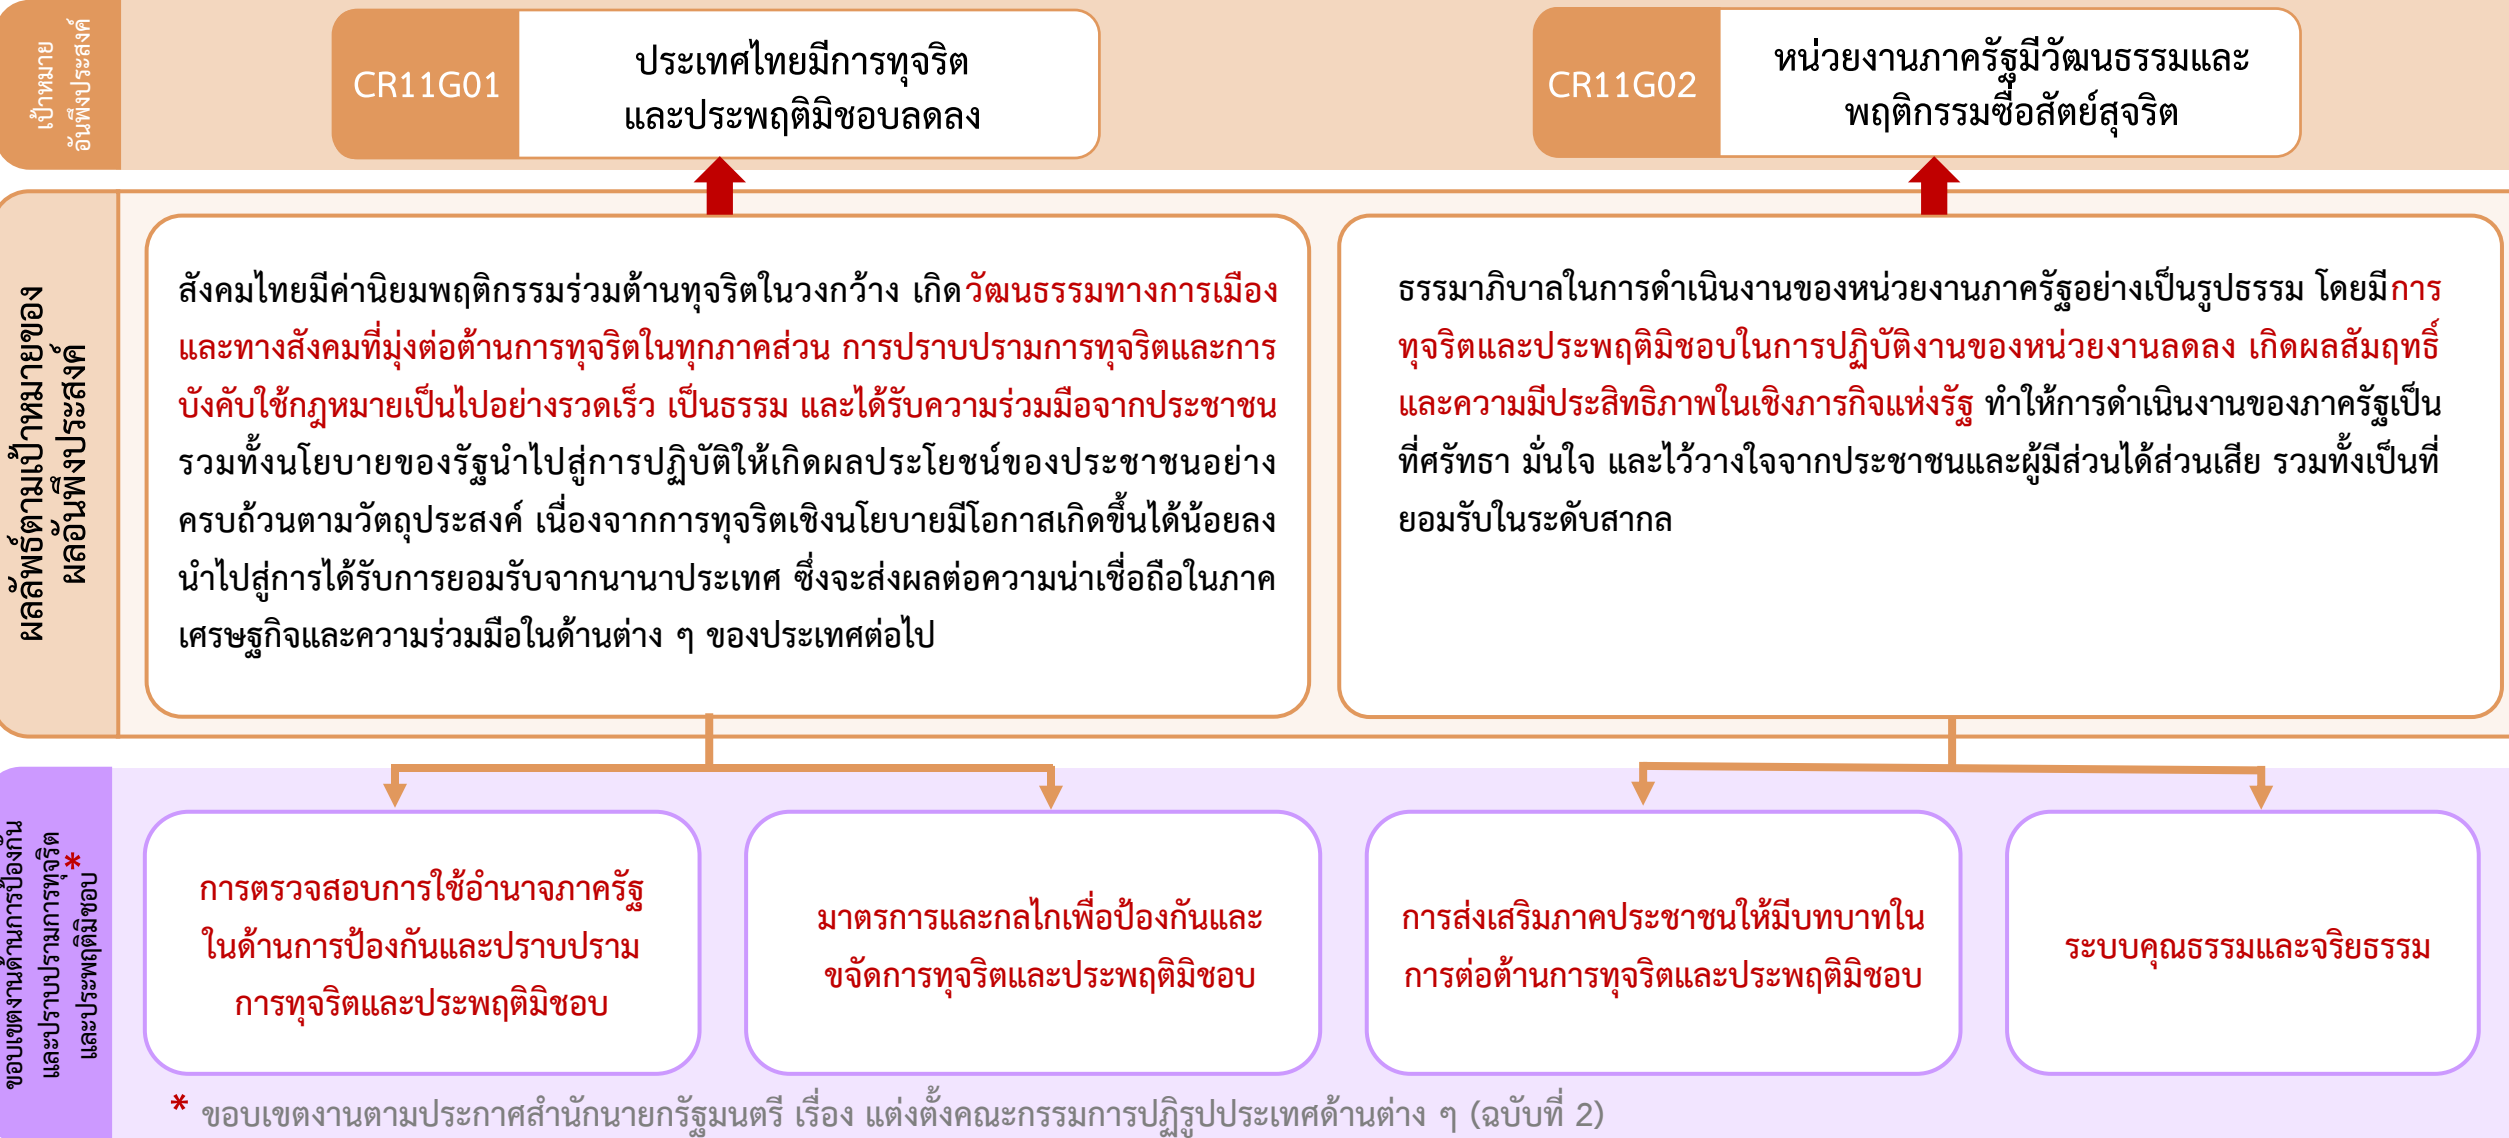 เป้าหมาย
อันพึงประสงค์
CR11G01
ประเทศไทยมีการทุจริต
และประพฤติมิชอบลดลง
CR11G02
หน่วยงานภาครัฐมีวัฒนธรรมและ
พฤติกรรมซื่อสัตย์สุจริต
ผลลัพธ์ตามเป้าหมายของ
ผลอันพึงประสงค์
สังคมไทยมีค่านิยมพฤติกรรมร่วมต้านทุจริตในวงกว้าง เกิดวัฒนธรรมทางการเมือง
และทางสังคมที่มุ่งต่อต้านการทุจริตในทุกภาคส่วน การปราบปรามการทุจริตและการ
บังคับใช้กฎหมายเป็นไปอย่างรวดเร็ว เป็นธรรม และได้รับความร่วมมือจากประชาชน
รวมทั้งนโยบายของรัฐนำไปสู่การปฏิบัติให้เกิดผลประโยชน์ของประชาชนอย่าง
ครบถ้วนตามวัตถุประสงค์ เนื่องจากการทุจริตเชิงนโยบายมีโอกาสเกิดขึ้นได้น้อยลง
นำไปสู่การได้รับการยอมรับจากนานาประเทศ ซึ่งจะส่งผลต่อความน่าเชื่อถือในภาค
เศรษฐกิจและความร่วมมือในด้านต่าง ๆ ของประเทศต่อไป
ธรรมาภิบาลในการดำเนินงานของหน่วยงานภาครัฐอย่างเป็นรูปธรรม โดยมีการ
ทุจริตและประพฤติมิชอบในการปฏิบัติงานของหน่วยงานลดลง เกิดผลสัมฤทธิ์
และความมีประสิทธิภาพในเชิงภารกิจแห่งรัฐ ทำให้การดำเนินงานของภาครัฐเป็น
ที่ศรัทธา มั่นใจ และไว้วางใจจากประชาชนและผู้มีส่วนได้ส่วนเสีย รวมทั้งเป็นที่
ยอมรับในระดับสากล
ขอบเขตงานด้านการป้องกัน
และปราบปรามการทุจริต
และประพฤติมิชอบ*
การตรวจสอบการใช้อำนาจภาครัฐ
ในด้านการป้องกันและปราบปราม
การทุจริตและประพฤติมิชอบ
มาตรการและกลไกเพื่อป้องกันและ
ขจัดการทุจริตและประพฤติมิชอบ
การส่งเสริมภาคประชาชนให้มีบทบาทใน
การต่อต้านการทุจริตและประพฤติมิชอบ
ระบบคุณธรรมและจริยธรรม
* ขอบเขตงานตามประกาศสำนักนายกรัฐมนตรี เรื่อง แต่งตั้งคณะกรรมการปฏิรูปประเทศด้านต่าง ๆ (ฉบับที่ 2)